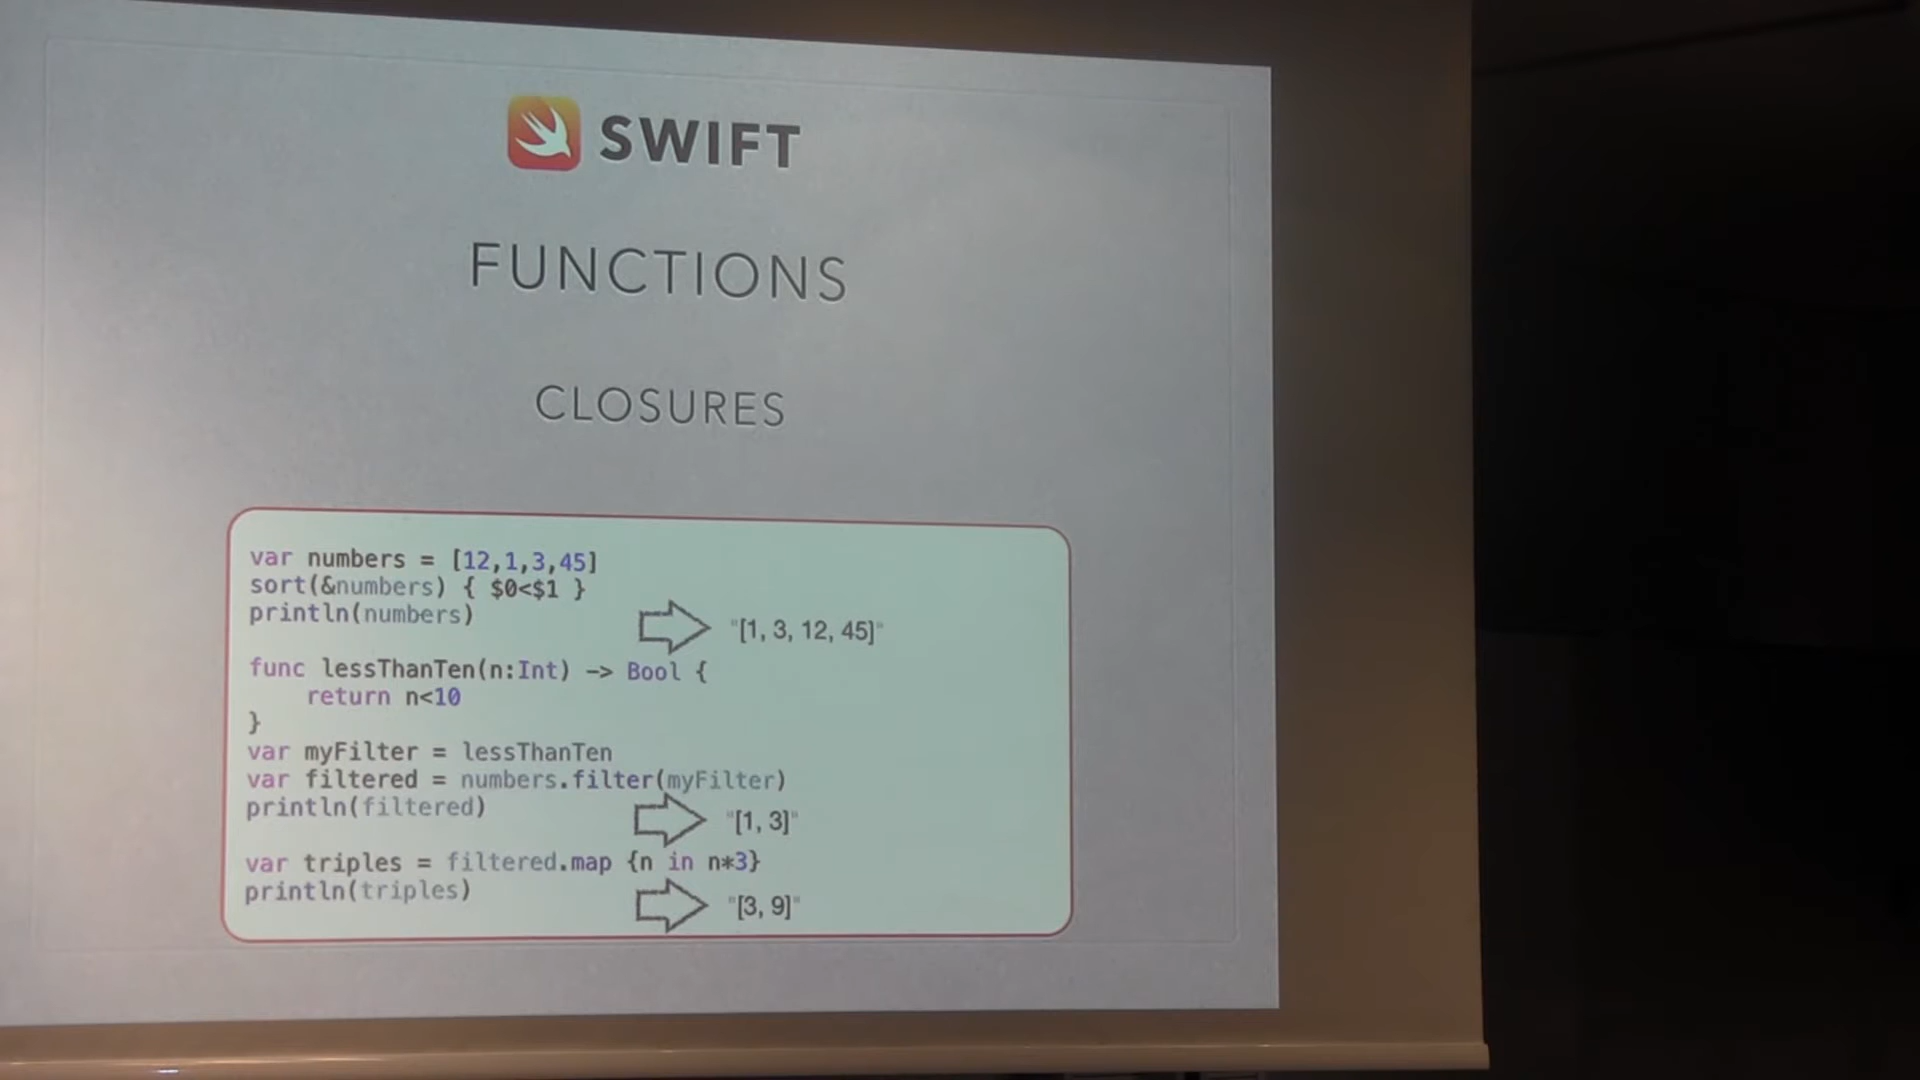 SWIFT
FUNCTIONS
CLOSURES
var numbers = [12,1,3,45]
sort(&numbers) { $0<$1 }
println(numbers)
"[1, 3, 12, 45]"
func lessThanTen(n:Int) -> Bool {
    return n<10
}
var myFilter = lessThanTen
var filtered = numbers.filter(myFilter)
println(filtered)
"[1, 3]"
var triples = filtered.map {n in n*3}
println(triples)
"[3, 9]"